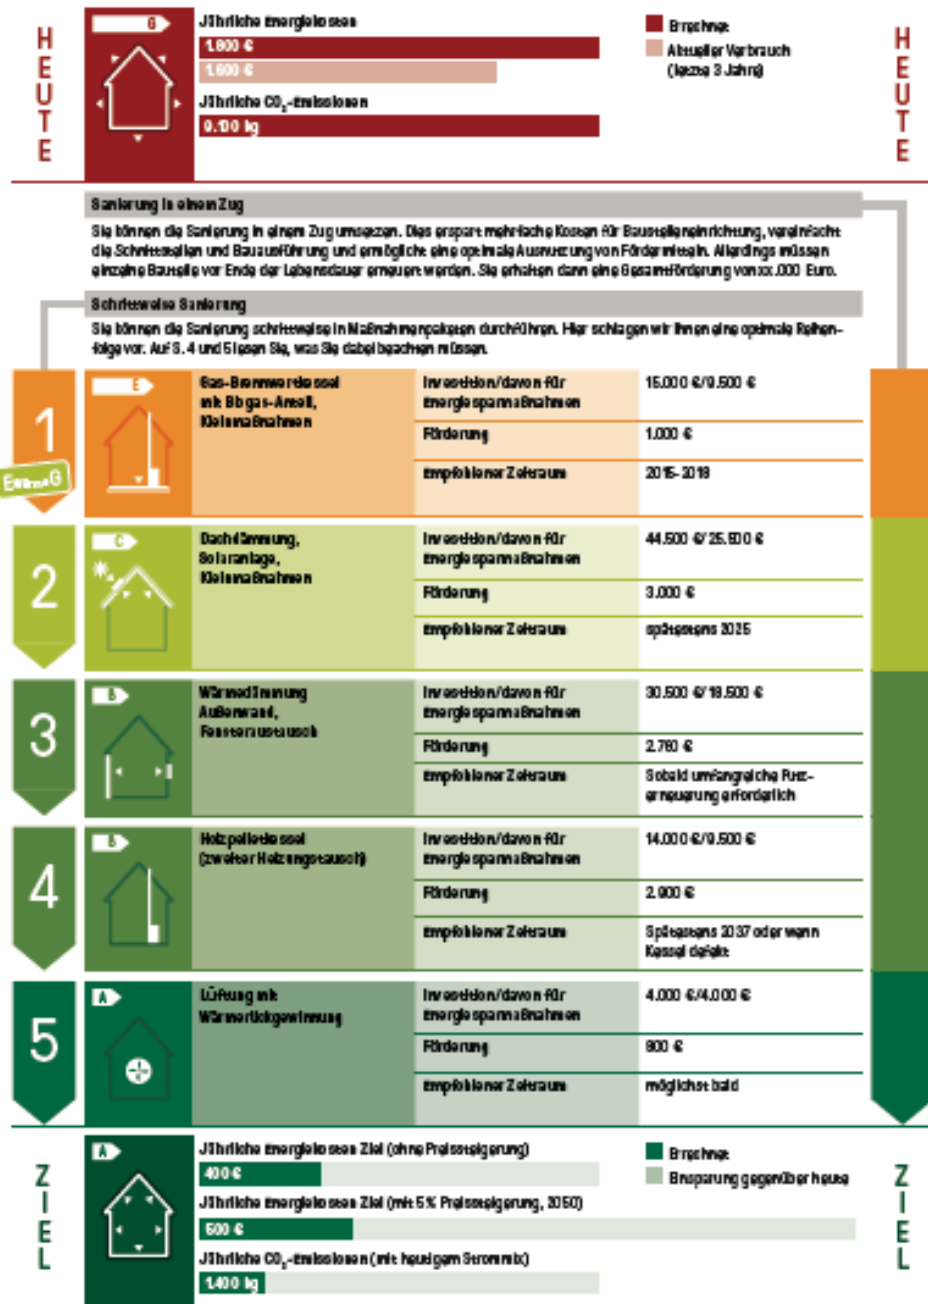 HEUTE
G
Jährliche Energiekosten
1.800 €
1.600 €
Jährliche CO₂-Emissionen
9.100 kg
Errechnet
Aktueller Verbrauch
(letzte 3 Jahre)
HEUTE
Sanierung in einem Zug
Sie können die Sanierung in einem Zug umsetzen. Dies erspart mehrfache Kosten für Baustelleneinrichtung, vereinfacht
die Schnittstellen und Bauausführung und ermöglicht eine optimale Ausnutzung von Fördermitteln. Allerdings müssen
einzelne Bauteile vor Ende der Lebensdauer erneuert werden. Sie erhalten dann eine Gesamtförderung von xx.000 Euro.
Schrittweise Sanierung
Sie können die Sanierung schrittweise in Maßnahmenpaketen durchführen. Hier schlagen wir Ihnen eine optimale Reihen-
folge vor. Auf S. 4 und 5 lesen Sie, was Sie dabei beachten müssen.
1
E
Gas-Brennwertkessel
mit Biogas-Anteil,
Kleinmaßnahmen
Investition/davon für
Energiesparmaßnahmen
15.000 €/9.500 €
Förderung
1.000 €
Empfohlener Zeitraum
2015-2018
2
C
Dachdämmung,
Solaranlage,
Kleinmaßnahmen
Investition/davon für
Energiesparmaßnahmen
44.500 €/
Förderung
3.000 €
Empfohlener Zeitraum
spätestens 2025
3
B
Wärmedämmung
Außenwand,
Fensteraustausch
Investition/davon für
Energiesparmaßnahmen
30.500 €/18.500 €
Förderung
Empfohlener Zeitraum
Sobald umfangreiche Putz-
erneuerung erforderlich
4
B
Holzpelletkessel
(zweiter Heizungstausch)
Investition/davon für
Energiesparmaßnahmen
14.000 €/9.500 €
Förderung
2.900 €
Empfohlener Zeitraum
Spätestens 2037 oder wenn
Kessel defekt
5
A
Lüftung mit
Wärmerückgewinnung
Investition/davon für
Energiesparmaßnahmen
4.000 €/4.000 €
Förderung
Empfohlener Zeitraum
möglichst bald
ZIEL
A
Jährliche Energiekosten Ziel (ohne Preissteigerung)
400 €
Jährliche Energiekosten Ziel (mit 5% Preissteigerung, 2050)
500 €
Jährliche CO₂-Emissionen (mit heutigem Strommix)
1.400 kg
Errechnet
Einsparung gegenüber heute
ZIEL